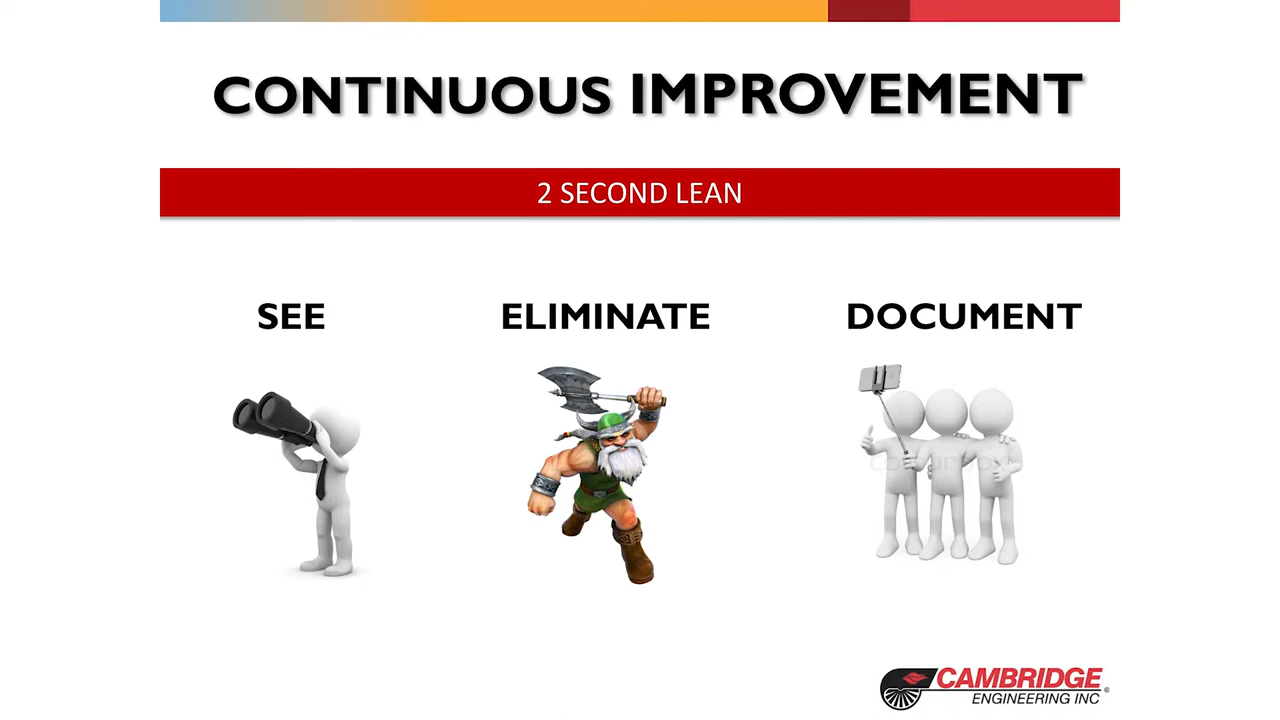 CONTINUOUS IMPROVEMENT
2 SECOND LEAN
SEE
ELIMINATE
DOCUMENT
CAMBRIDGE
ENGINEERING INC®